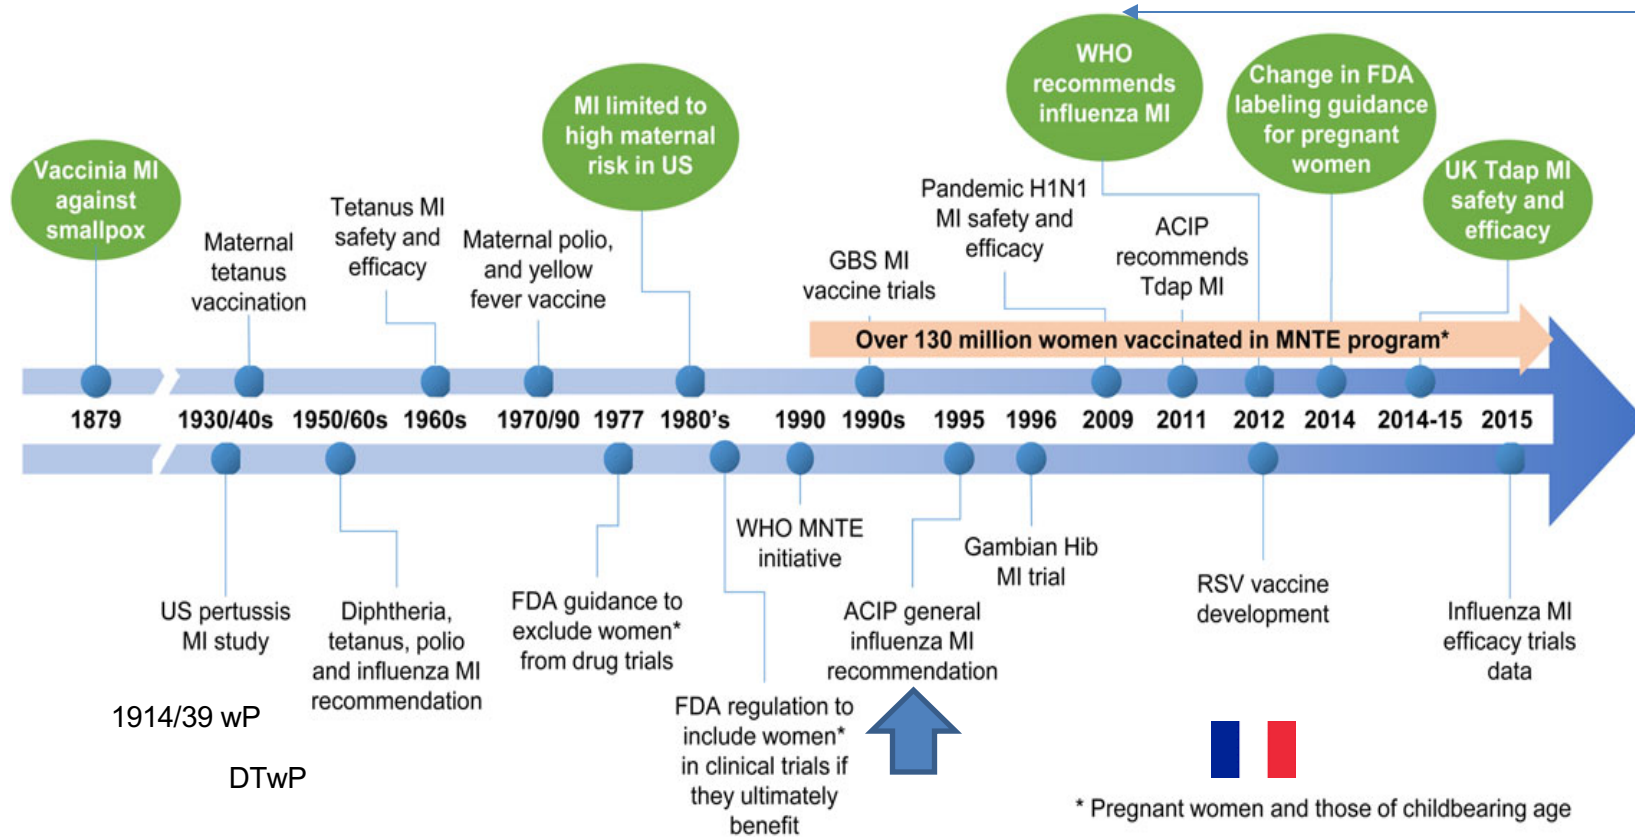 Vaccinia MI
against
smallpox
Maternal
tetanus
vaccination
Tetanus MI
safety and
efficacy
Maternal polio,
and yellow
fever vaccine
MI limited to
high maternal
risk in US
GBS MI
vaccine trials
Pandemic H1N1
MI safety and
efficacy
WHO
recommends
influenza MI
ACIP
recommends
Tdap MI
Change in FDA
labeling guidance
for pregnant
women
UK Tdap MI
safety and
efficacy
Over 130 million women vaccinated in MNTE program*
1879 1930/40s 1950/60s 1960s 1970/90 1977 1980’s 1990 1990s 1995 1996 2009 2011 2012 2014 2014-15 2015
US pertussis
MI study
Diphtheria,
tetanus, polio
and influenza MI
recommendation
FDA guidance to
exclude women*
from drug trials
FDA regulation to
include women*
in clinical trials if
they ultimately
benefit
WHO MNTE
initiative
ACIP general
influenza MI
recommendation
Gambian Hib
MI trial
RSV vaccine
development
Influenza MI
efficacy trials
data
1914/39 wP
DTwP
* Pregnant women and those of childbearing age